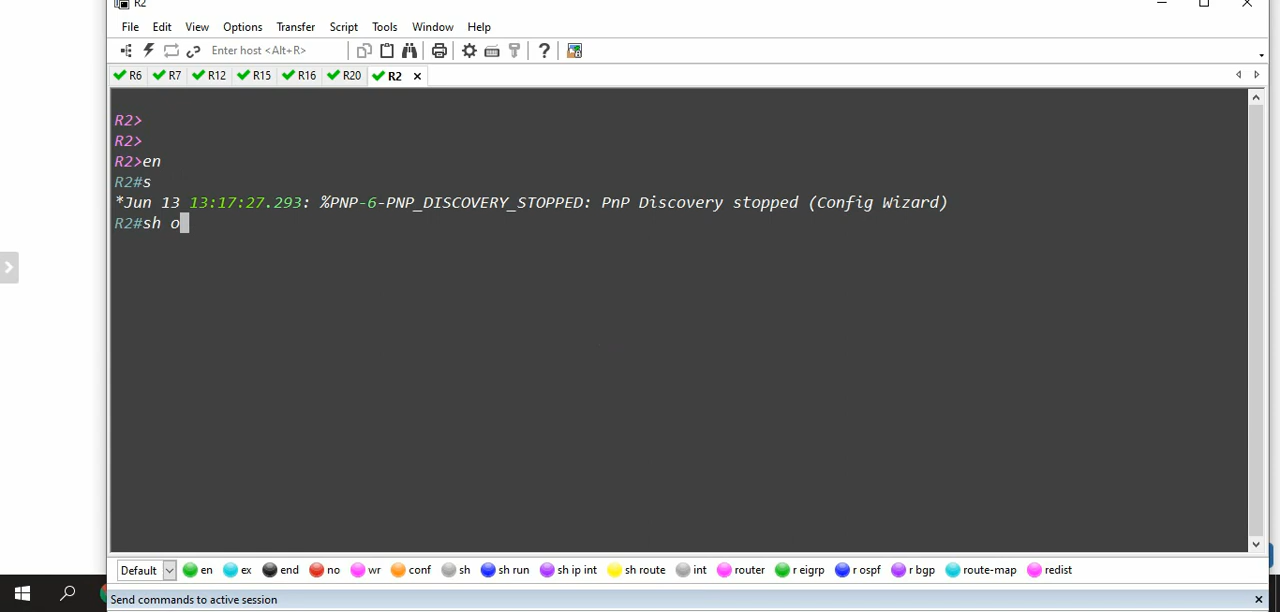 R2
File Edit View Options Transfer Script Tools Window Help
Enter host <Alt+R>
R6 R7 R12 R15 R16 R20 R2
R2>
R2>
R2>en
R2#s
*Jun 13 13:17:27.293: %PNP-6-PNP_DISCOVERY_STOPPED: PnP Discovery stopped (Config Wizard)
R2#sh o
Default en ex end no wr conf sh sh run sh ip int sh route int router r eigrp r ospf r bgp route-map redist
Send commands to active session